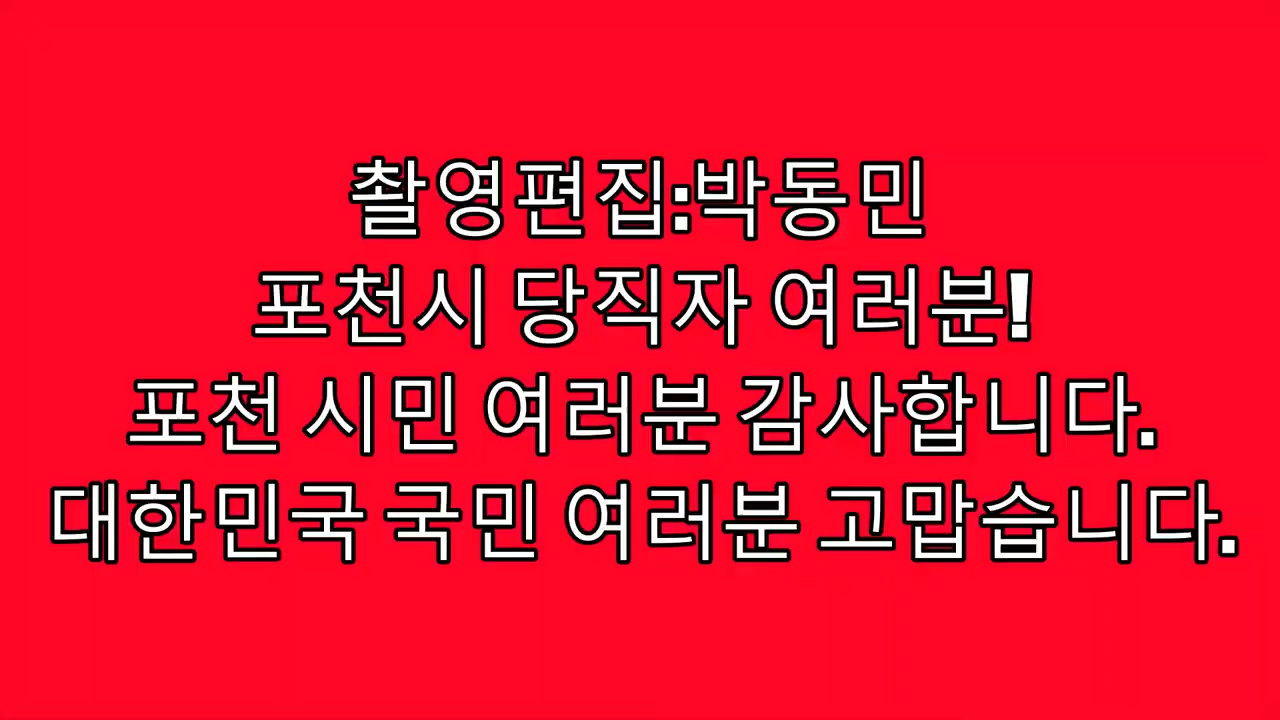 촬영편집:박동민
포천시 당직자 여러분!
포천 시민 여러분 감사합니다.
대한민국 국민 여러분 고맙습니다.